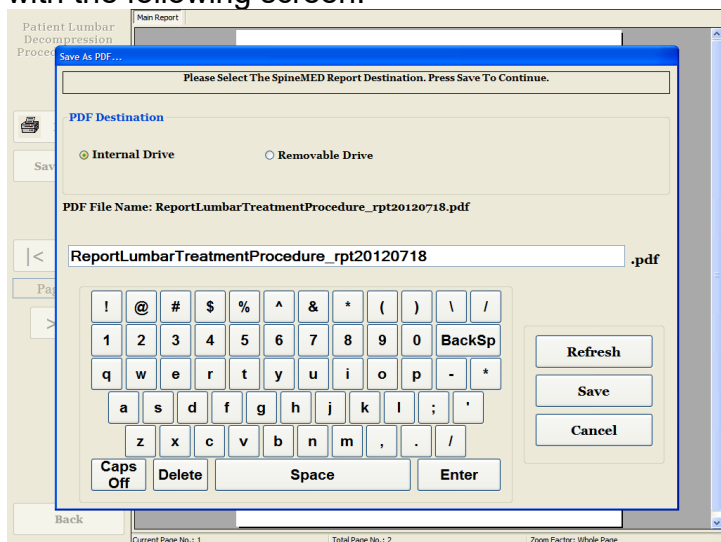 with the following screen.
Patient Lumbar
Decompression
Proced
Main Report
Save As PDF...
Please Select The SpineMED Report Destination. Press Save To Continue.
PDF Destination
Internal Drive
Removable Drive
Sav
PDF File Name: ReportLumbarTreatmentProcedure_rpt20120718.pdf
ReportLumbarTreatmentProcedure_rpt20120718
.pdf
|<
Pag
>
! @ # $ % ^ & * ( ) \ /
1 2 3 4 5 6 7 8 9 0 BackSp
q w e r t y u i o p - *
a s d f g h j k l ; '
z x c v b n m , . /
Caps Off Delete Space Enter
Refresh
Save
Cancel
Back
Current Page No.: 1
Total Page No.: 2
Zoom Factor: Whole Page